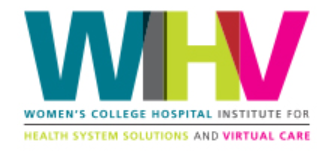 WIHV
WOMEN'S COLLEGE HOSPITAL INSTITUTE FOR
HEALTH SYSTEM SOLUTIONS AND VIRTUAL CARE